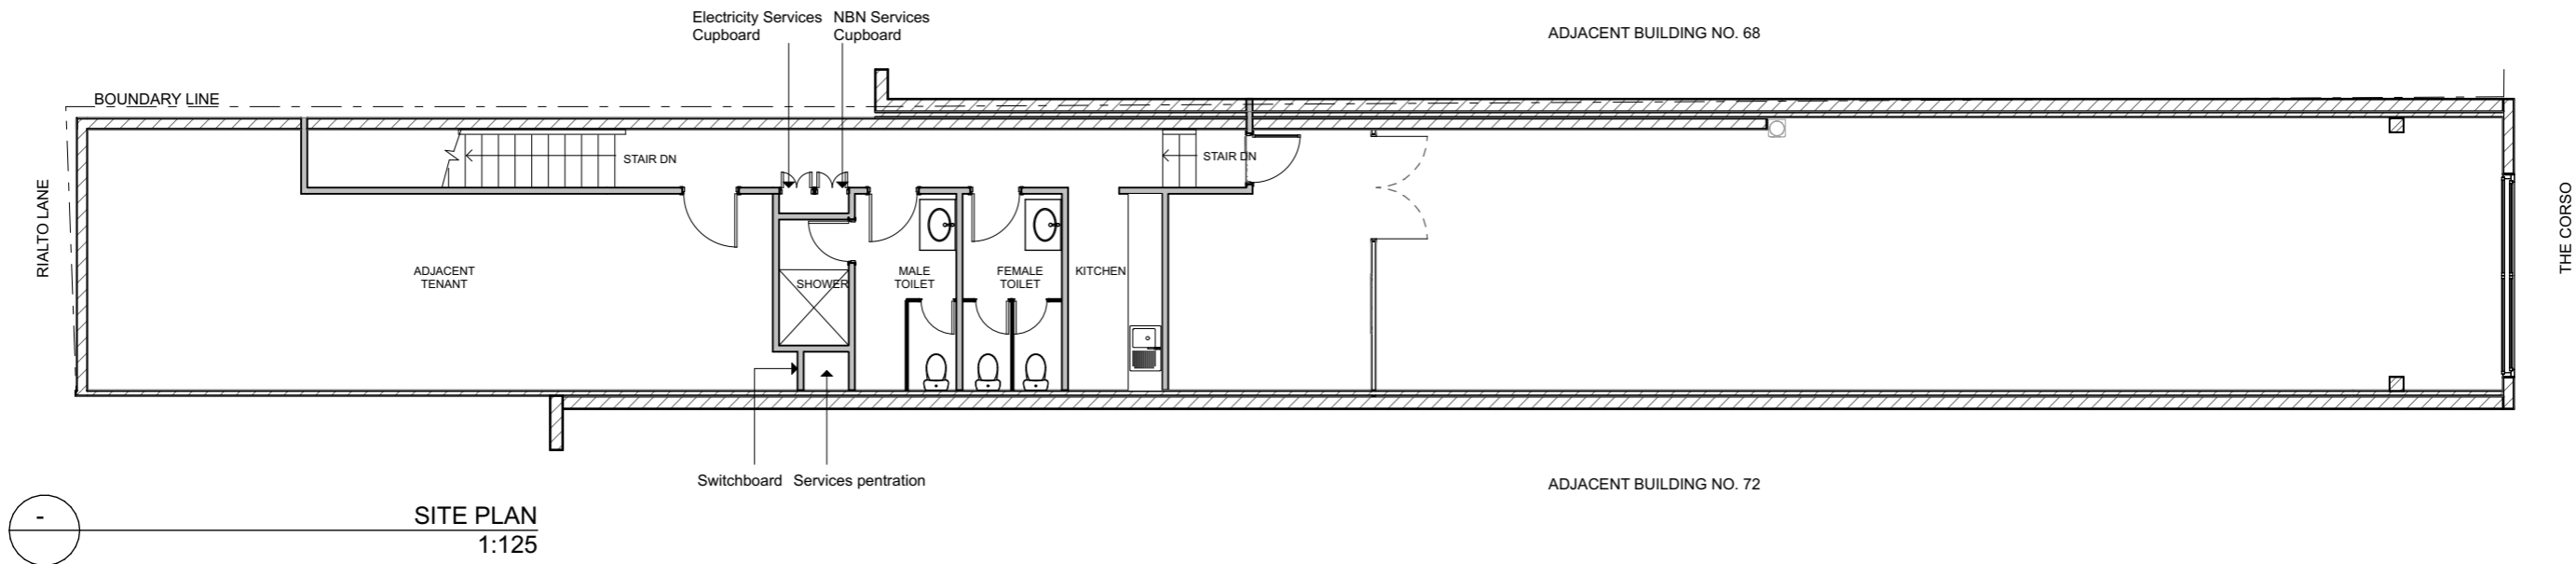 Electricity Services
Cupboard
NBN Services
Cupboard
ADJACENT BUILDING NO. 68
BOUNDARY LINE
STAIR DN
STAIR DN
RIALTO LANE
THE CORSO
ADJACENT
TENANT
SHOWER
MALE
TOILET
FEMALE
TOILET
KITCHEN
Switchboard
Services pentration
ADJACENT BUILDING NO. 72
-
SITE PLAN
1:125